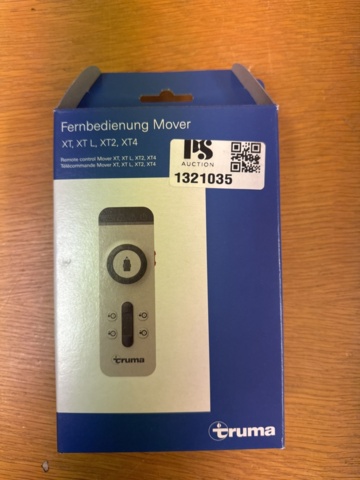 Fernbedienung Mover
XT, XT L, XT2, XT4
Remote control Mover XT, XT L, XT2, XT4
Télécommande Mover XT, XT L, XT2, XT4
PS
AUCTION
1321035
truma
truma